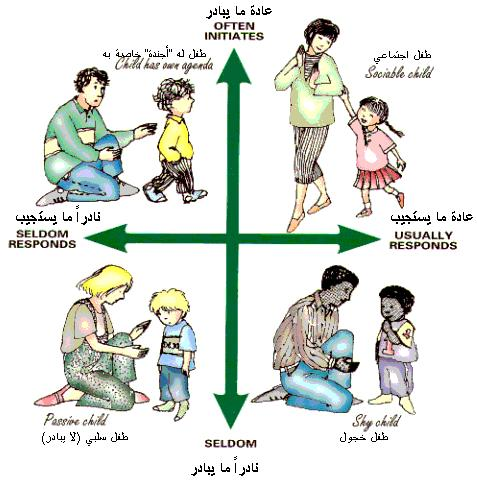 عادة ما يبادر
OFTEN
INITIATES
طفل له "أجندة" خاصة به
Child has own agenda
طفل اجتماعي
Sociable child
نادراً ما يستجيب
SELDOM
RESPONDS
عادة ما يستجيب
USUALLY
RESPONDS
Passive child
طفل سلبي (لا يبادر)
Shy child
طفل خجول
SELDOM
نادراً ما يبادر